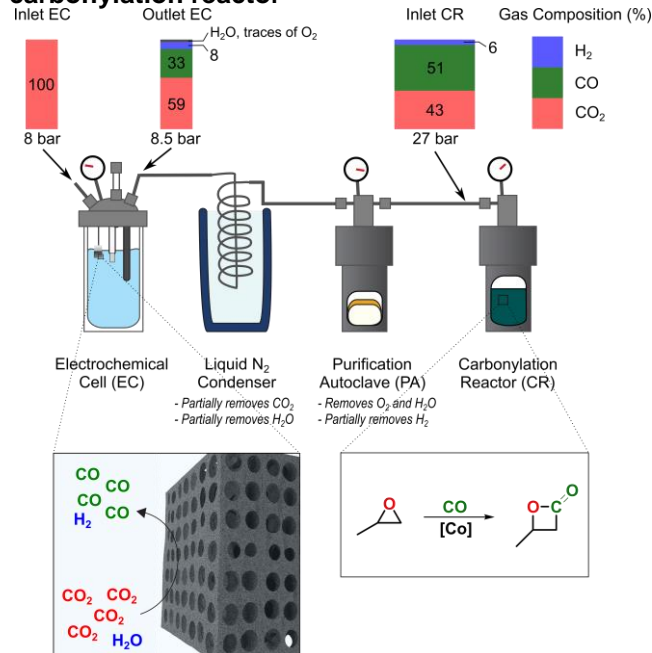 carbonylation reactor
Inlet EC
Outlet EC
Inlet CR
Gas Composition (%)
H₂O, traces of O₂
8
33
59
100
6
51
43
H₂
CO
CO₂
8 bar
8.5 bar
27 bar
Electrochemical
Cell (EC)
Liquid N₂
Condenser
- Partially removes CO₂
- Partially removes H₂O
Purification
Autoclave (PA)
- Removes O₂ and H₂O
- Partially removes H₂
Carbonylation
Reactor (CR)
CO
CO
CO
CO
H₂
CO₂
CO₂
CO₂
CO₂
H₂O
O
CO
[Co]
O
C
O